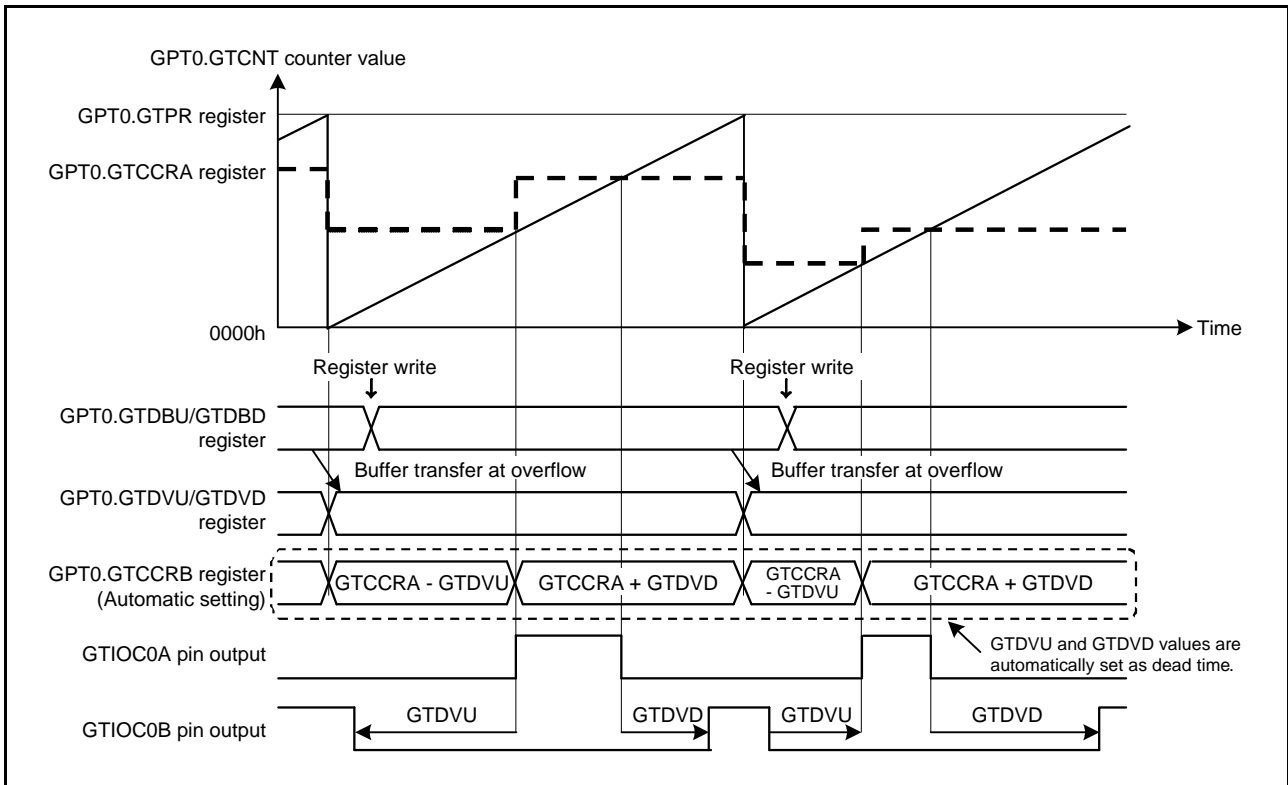 GPT0.GTCNT counter value
GPT0.GTPR register
GPT0.GTCCRA register
0000h
Time
Register write
Register write
GPT0.GTDBU/GTDBD
register
Buffer transfer at overflow
Buffer transfer at overflow
GPT0.GTDVU/GTDVD
register
GPT0.GTCCRB register
(Automatic setting)
GTCCRA - GTDVU
GTCCRA + GTDVD
GTCCRA
- GTDVU
GTCCRA + GTDVD
GTDVU and GTDVD values are
automatically set as dead time.
GTIOC0A pin output
GTIOC0B pin output
GTDVU
GTDVD
GTDVU
GTDVD